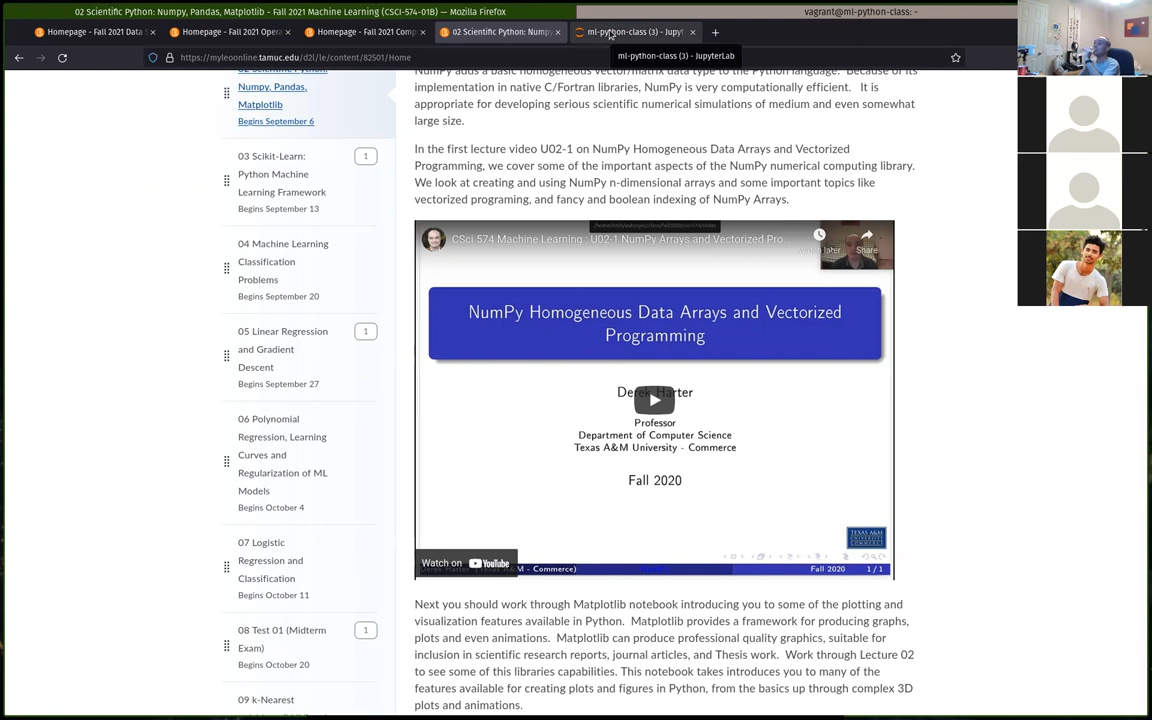 02 Scientific Python: Numpy, Pandas, Matplotlib - Fall 2021 Machine Learning (CSCI-574-01B) — Mozilla Firefox
vagrant@ml-python-class: ~
Homepage - Fall 2021 Data S
Homepage - Fall 2021 Opera
Homepage - Fall 2021 Comp
02 Scientific Python: Numpy,
ml-python-class (3) - Jupyt
https://myleoonline.tamuc.edu/d2l/le/content/82501/Home
ml-python-class (3) - JupyterLab
02 Scientific Python:
Numpy, Pandas,
Matplotlib
Begins September 6
03 Scikit-Learn:
Python Machine
Learning Framework
Begins September 13
1
04 Machine Learning
Classification
Problems
Begins September 20
05 Linear Regression
and Gradient
Descent
Begins September 27
1
06 Polynomial
Regression, Learning
Curves and
Regularization of ML
Models
Begins October 4
07 Logistic
Regression and
Classification
Begins October 11
08 Test 01 (Midterm
Exam)
Begins October 20
1
09 k-Nearest
NumPy adds a basic homogeneous vector/matrix data type to the Python language. Because of its
implementation in native C/Fortran libraries, NumPy is very computationally efficient. It is
appropriate for developing serious scientific numerical simulations of medium and even somewhat
large size.
In the first lecture video U02-1 on NumPy Homogeneous Data Arrays and Vectorized
Programming, we cover some of the important aspects of the NumPy numerical computing library.
We look at creating and using NumPy n-dimensional arrays and some important topics like
vectorized programing, and fancy and boolean indexing of NumPy Arrays.
CSci 574 Machine Learning : U02-1 NumPy Arrays and Vectorized Pro...
Share
NumPy Homogeneous Data Arrays and Vectorized
Programming
Derek Harter
Professor
Department of Computer Science
Texas A&M University - Commerce
Fall 2020
TEXAS A&M
UNIVERSITY
COMMERCE
Watch on YouTube
M - Commerce)
Fall 2020
1 / 1
Next you should work through Matplotlib notebook introducing you to some of the plotting and
visualization features available in Python. Matplotlib provides a framework for producing graphs,
plots and even animations. Matplotlib can produce professional quality graphics, suitable for
inclusion in scientific research reports, journal articles, and Thesis work. Work through Lecture 02
to see some of this libraries capabilities. This notebook takes introduces you to many of the
features available for creating plots and figures in Python, from the basics up through complex 3D
plots and animations.